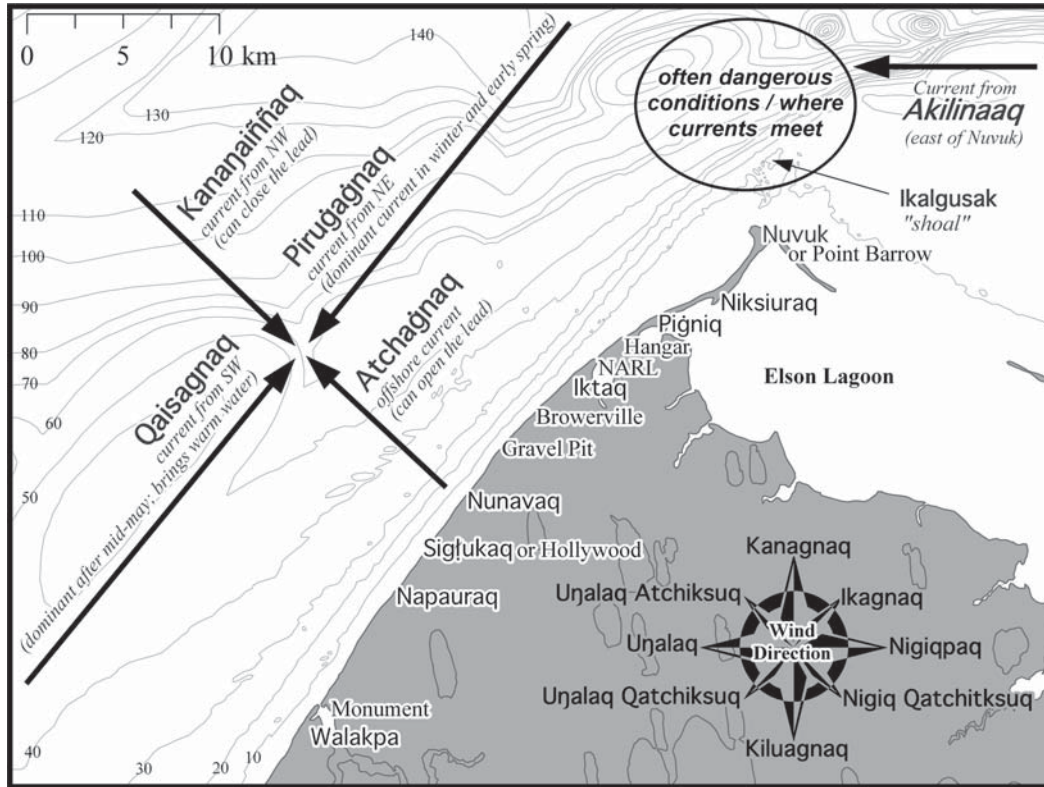 0 5 10 km
140
130
120
110
100
90
80
70
60
50
40
30
20
10
Kanaŋaiññaq
current from NW
(can close the lead)
Piruġaġnaq
current from NE
(dominant current in winter and early spring)
Qaisagnaq
current from SW
(dominant after mid-may; brings warm water)
Atchaġnaq
offshore current
(can open the lead)
often dangerous
conditions / where
currents meet
Current from
Akilinaaq
(east of Nuvuk)
Ikalgusak
"shoal"
Nuvuk
or Point Barrow
Niksiuraq
Piġniq
Hangar
NARL
Iktaq
Browerville
Gravel Pit
Nunavaq
Sigḷukaq or Hollywood
Napauraq
Monument
Walakpa
Elson Lagoon
Kanagnaq
Uŋalaq Atchiksuq
Ikagnaq
Uŋalaq
Wind
Direction
Nigiqpaq
Uŋalaq Qatchiksuq
Nigiq Qatchitksuq
Kiluagnaq